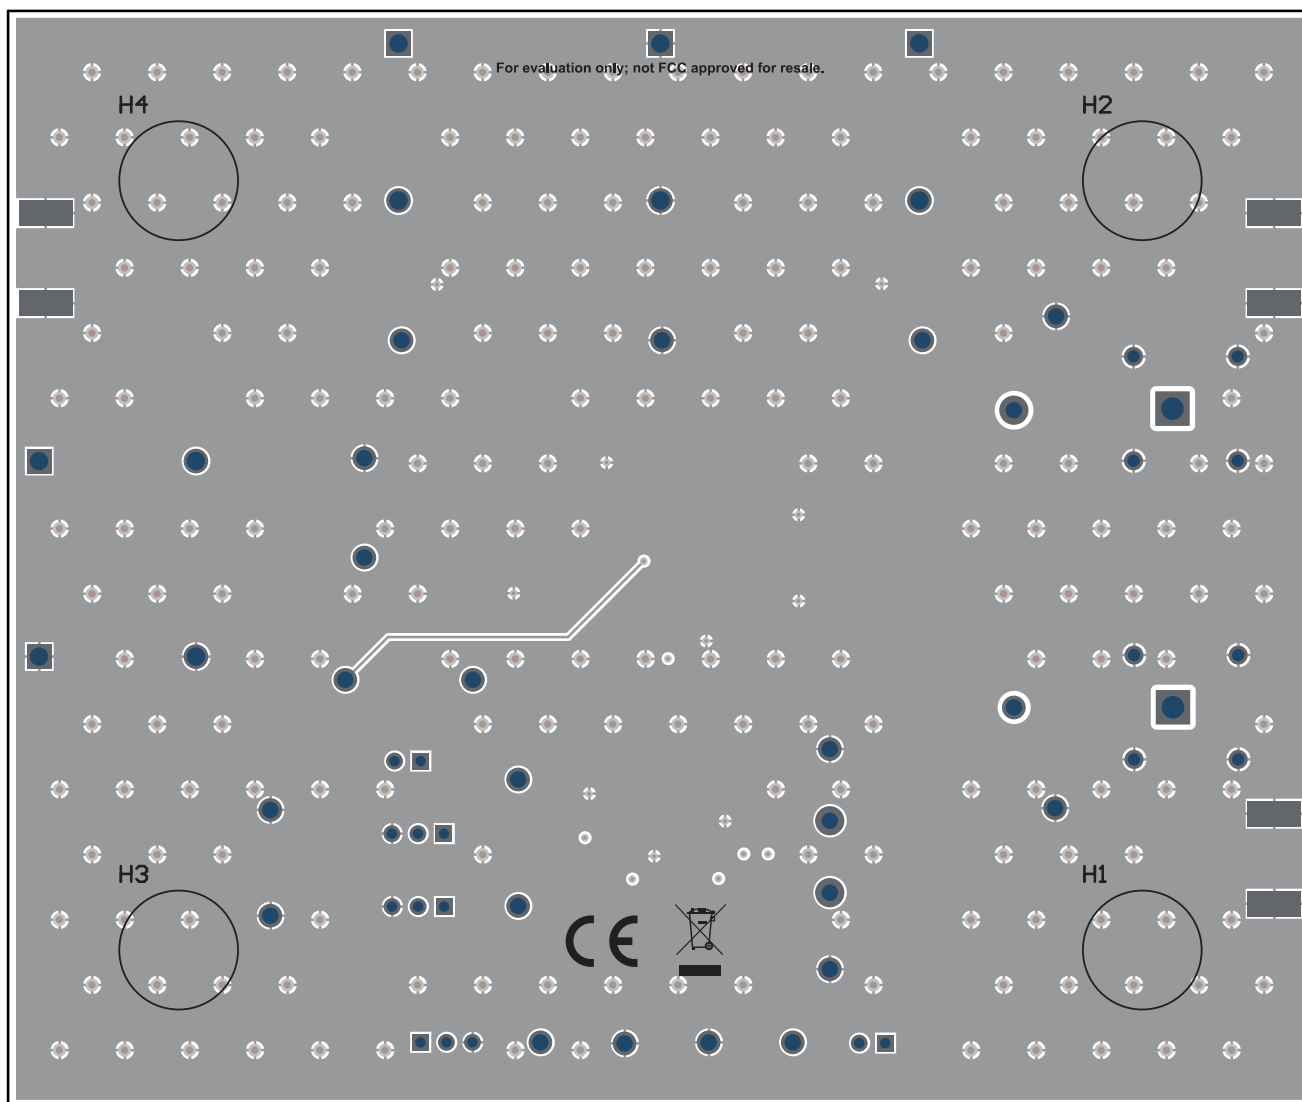 For evaluation only; not FCC approved for resale.
H4
H2
H3
H1
CE